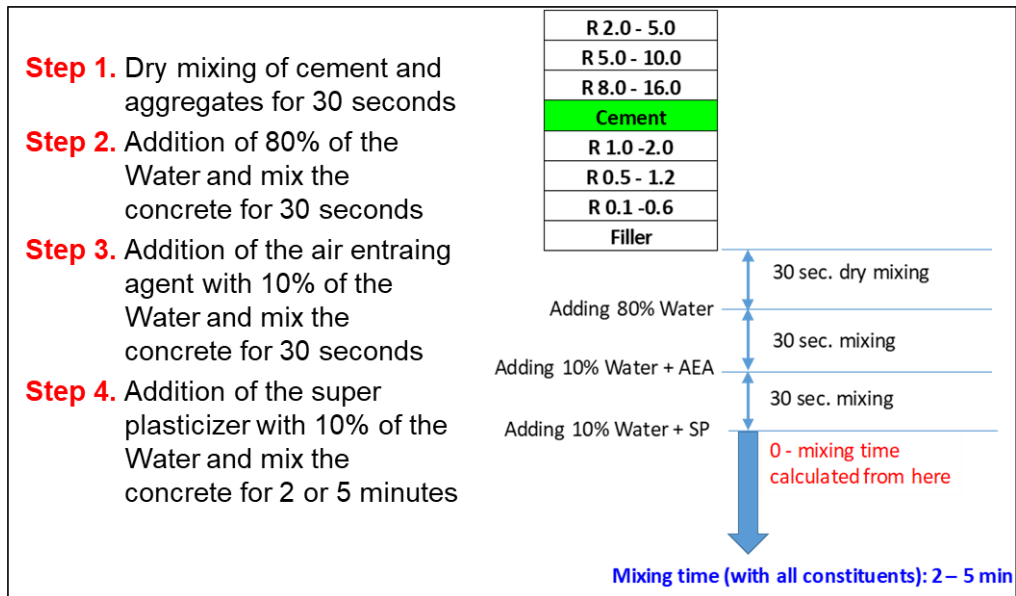 Step 1. Dry mixing of cement and
aggregates for 30 seconds
Step 2. Addition of 80% of the
Water and mix the
concrete for 30 seconds
Step 3. Addition of the air entraing
agent with 10% of the
Water and mix the
concrete for 30 seconds
Step 4. Addition of the super
plasticizer with 10% of the
Water and mix the
concrete for 2 or 5 minutes
R 2.0 - 5.0
R 5.0 - 10.0
R 8.0 - 16.0
Cement
R 1.0 -2.0
R 0.5 - 1.2
R 0.1 -0.6
Filler
30 sec. dry mixing
Adding 80% Water
30 sec. mixing
Adding 10% Water + AEA
30 sec. mixing
Adding 10% Water + SP
0 - mixing time
calculated from here
Mixing time (with all constituents): 2 – 5 min